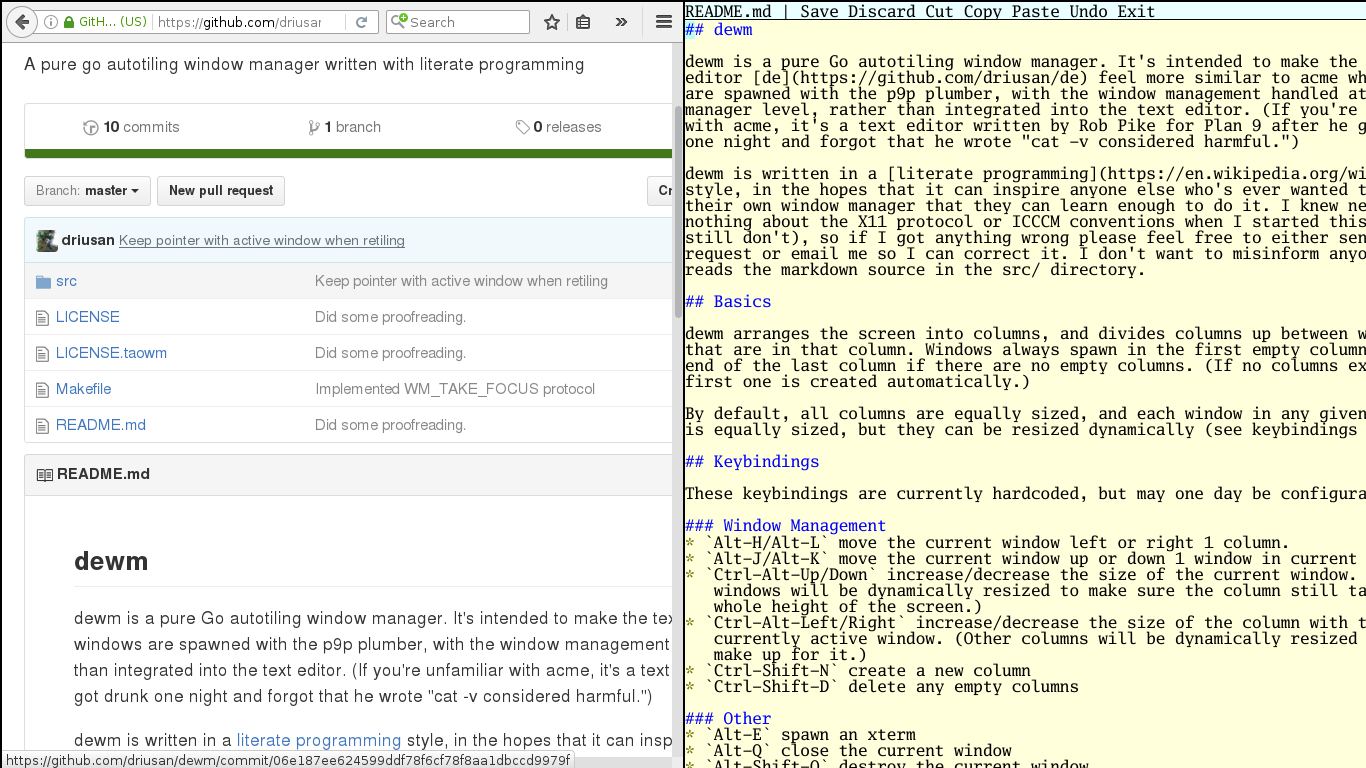 GitH... (US)
https://github.com/driusar
Search
A pure go autotiling window manager written with literate programming
10 commits
1 branch
0 releases
Branch: master
New pull request
Cr
driusan Keep pointer with active window when retiling
src
Keep pointer with active window when retiling
LICENSE
Did some proofreading.
LICENSE.taowm
Did some proofreading.
Makefile
Implemented WM_TAKE_FOCUS protocol
README.md
Did some proofreading.
README.md
dewm
dewm is a pure Go autotiling window manager. It's intended to make the tex
windows are spawned with the p9p plumber, with the window management
than integrated into the text editor. (If you're unfamiliar with acme, it's a text
got drunk one night and forgot that he wrote "cat -v considered harmful.")
dewm is written in a literate programming style, in the hopes that it can insp
https://github.com/driusan/dewm/commit/06e187ee624599ddf78f6cf78f8aa1dbccd9979f
README.md | Save Discard Cut Copy Paste Undo Exit
## dewm
dewm is a pure Go autotiling window manager. It's intended to make the
editor [de](https://github.com/driusan/de) feel more similar to acme wh
are spawned with the p9p plumber, with the window management handled at
manager level, rather than integrated into the text editor. (If you're
with acme, it's a text editor written by Rob Pike for Plan 9 after he g
one night and forgot that he wrote "cat -v considered harmful.")
dewm is written in a [literate programming](https://en.wikipedia.org/wi
style, in the hopes that it can inspire anyone else who's ever wanted t
their own window manager that they can learn enough to do it. I knew ne
nothing about the X11 protocol or ICCCM conventions when I started this
still don't), so if I got anything wrong please feel free to either sen
request or email me so I can correct it. I don't want to misinform anyo
reads the markdown source in the src/ directory.
## Basics
dewm arranges the screen into columns, and divides columns up between w
that are in that column. Windows always spawn in the first empty column
end of the last column if there are no empty columns. (If no columns ex
first one is created automatically.)
By default, all columns are equally sized, and each window in any given
is equally sized, but they can be resized dynamically (see keybindings
## Keybindings
These keybindings are currently hardcoded, but may one day be configura
### Window Management
* `Alt-H/Alt-L` move the current window left or right 1 column.
* `Alt-J/Alt-K` move the current window up or down 1 window in current
* `Ctrl-Alt-Up/Down` increase/decrease the size of the current window.
windows will be dynamically resized to make sure the column still ta
whole height of the screen.)
* `Ctrl-Alt-Left/Right` increase/decrease the size of the column with t
currently active window. (Other columns will be dynamically resized
make up for it.)
* `Ctrl-Shift-N` create a new column
* `Ctrl-Shift-D` delete any empty columns
### Other
* `Alt-E` spawn an xterm
* `Alt-Q` close the current window
* `Alt-Shift-Q` destroy the current window